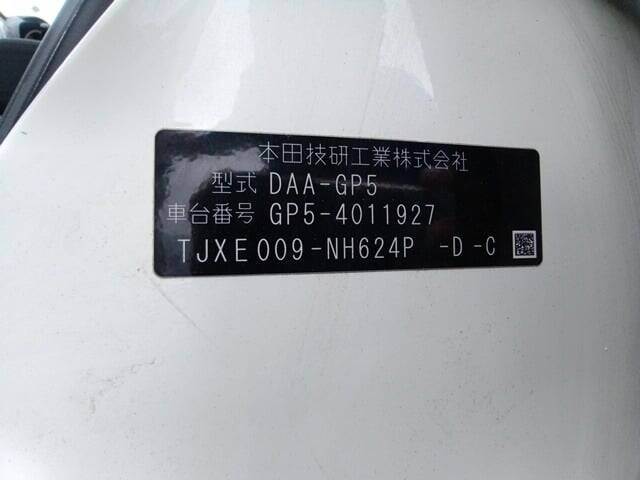 本田技研工業株式会社
型式 DAA-GP5
車台番号 GP5-4011927
TJXE009-NH624P -D-C